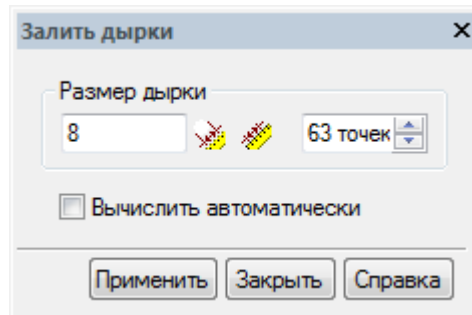 Залить дырки
Размер дырки
8 63 точек
Вычислить автоматически
Применить Закрыть Справка